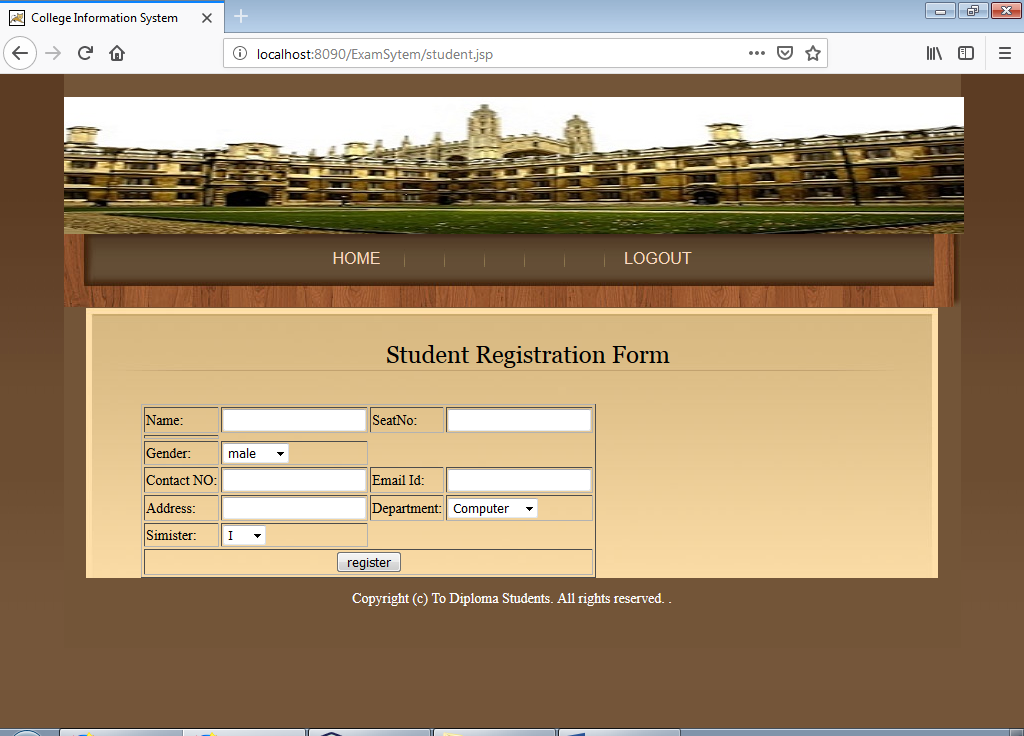 College Information System
localhost:8090/ExamSytem/student.jsp
HOME LOGOUT
Student Registration Form
Name: SeatNo:
Gender: male
Contact NO: Email Id:
Address: Department: Computer
Simister: I
register
Copyright (c) To Diploma Students. All rights reserved. .